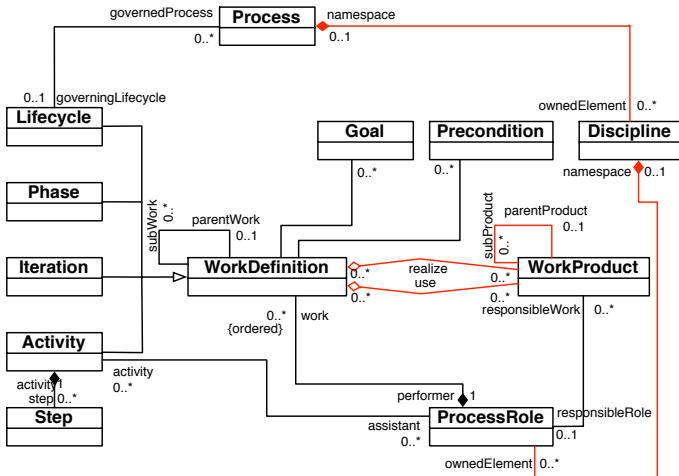 governedProcess
Process
namespace
0..*
0..1
0..1
governingLifecycle
ownedElement
0..*
Lifecycle
Goal
Precondition
Discipline
0..*
0..*
namespace
0..1
Phase
subWork
0..*
parentWork
0..1
subProduct
0..*
parentProduct
0..1
Iteration
WorkDefinition
0..*
realize
0..*
WorkProduct
0..*
use
0..*
0..*
{ordered}
work
responsibleWork
0..*
Activity
activity
1
activity
0..*
step
0..*
performer
1
Step
assistant
0..*
ProcessRole
responsibleRole
0..1
ownedElement
0..*